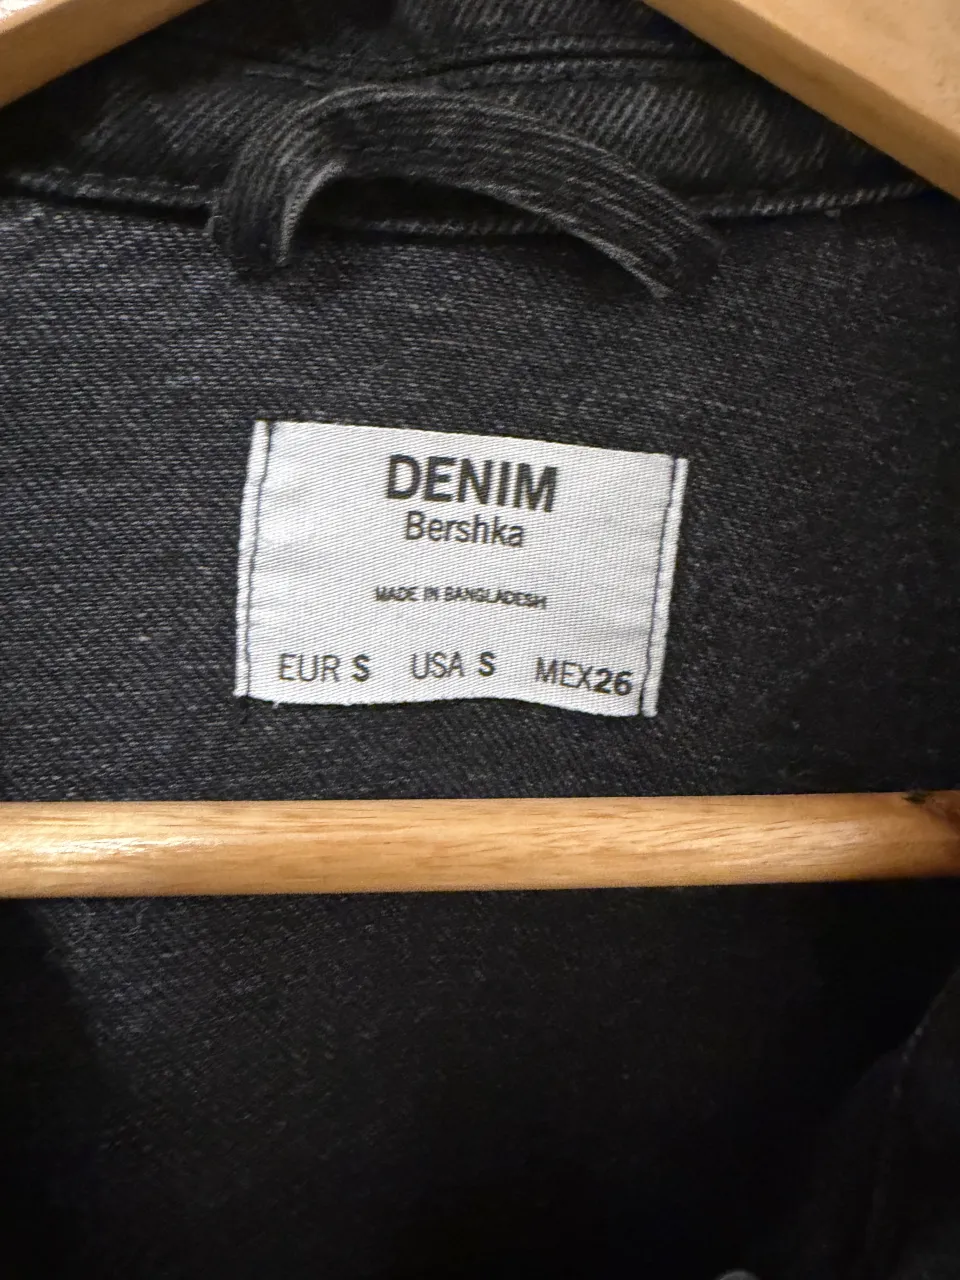 DENIM
Bershka
MADE IN BANGLADESH
EUR S USA S MEX26